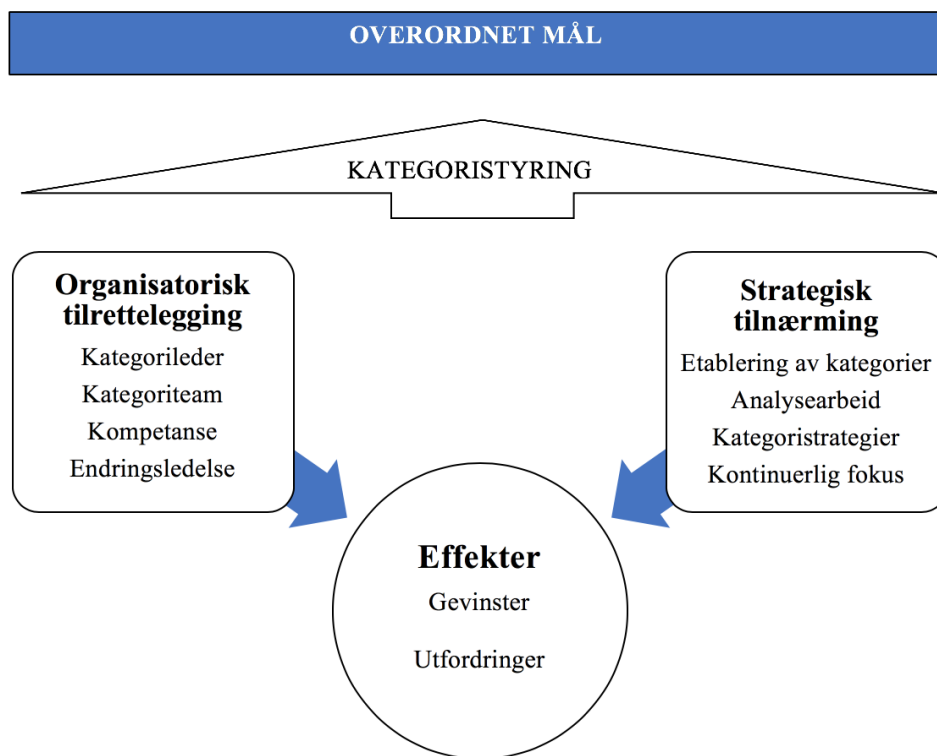 OVERORDNET MÅL
KATEGORISTYRING
Organisatorisk
tilrettelegging
Kategorileder
Kategoriteam
Kompetanse
Endringsledelse
Strategisk
tilnærming
Etablering av kategorier
Analysearbeid
Kategoristrategier
Kontinuerlig fokus
Effekter
Gevinster
Utfordringer